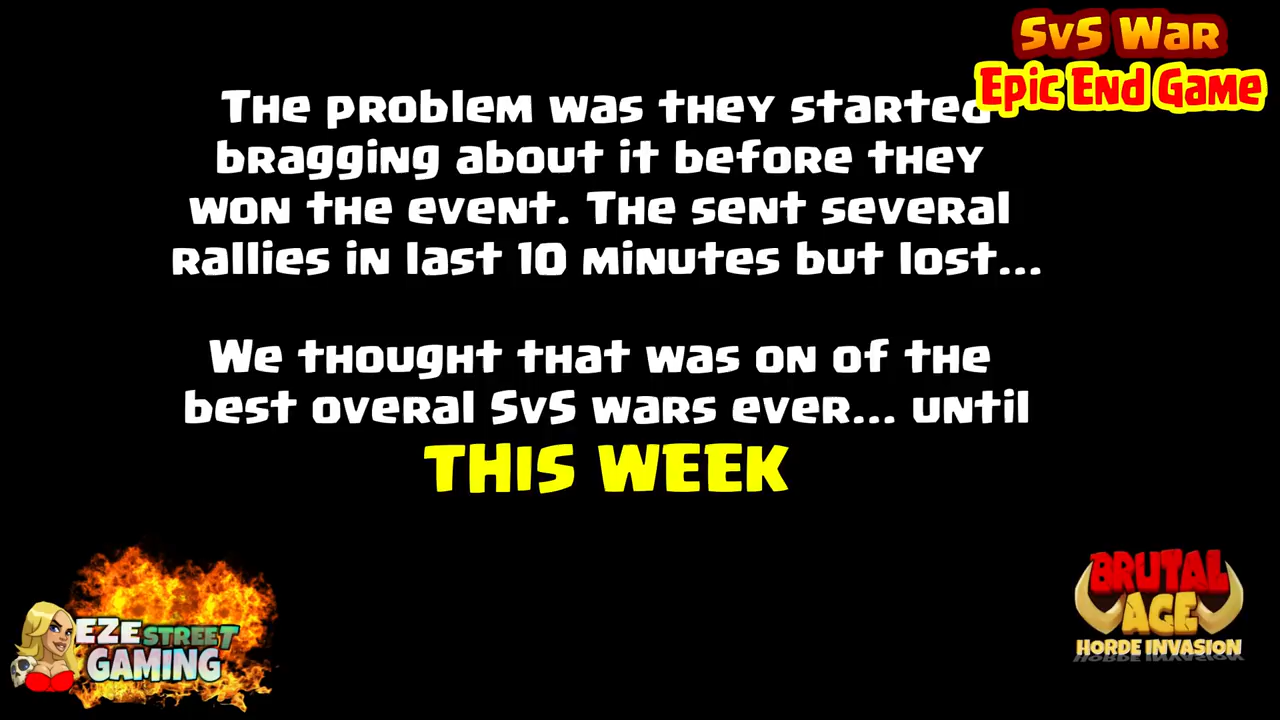 SvS War
Epic End Game
The problem was they started
bragging about it before they
won the event. The sent several
rallies in last 10 minutes but lost...
We thought that was on of the
best overal SvS wars ever... until
THIS WEEK
EZE STREET
GAMING
BRUTAL
AGE
HORDE INVASION